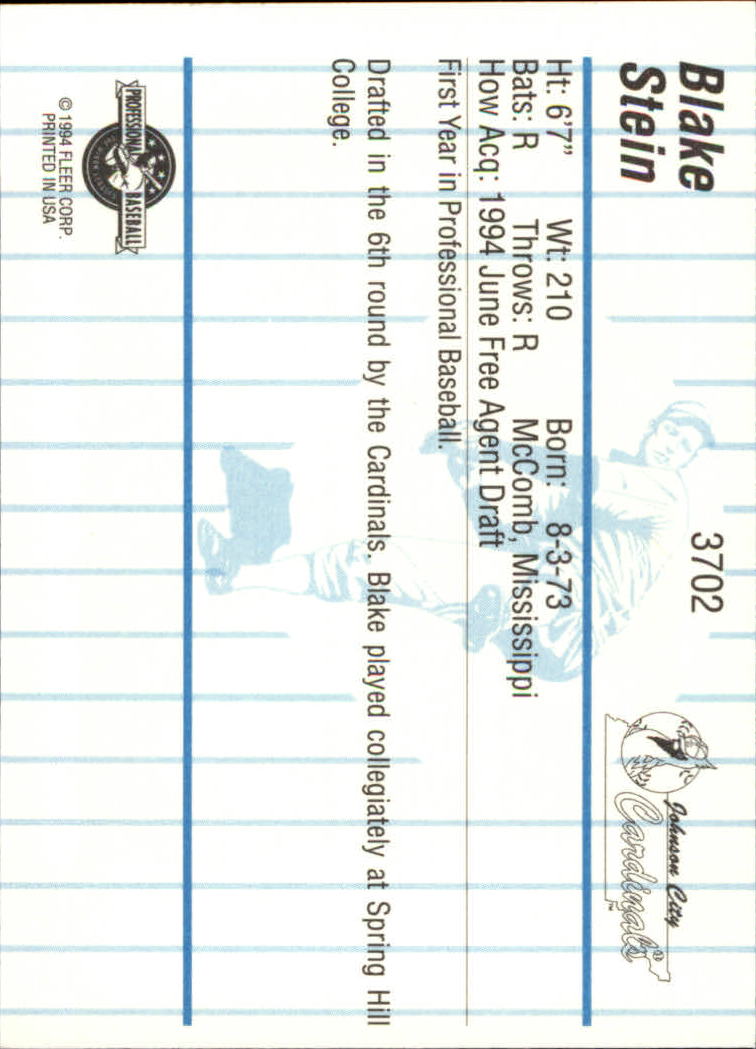 Blake
Stein
3702
Johnson City
Cardinals
TM
Ht: 6'7" Wt: 210 Born: 8-3-73
Bats: R Throws: R McComb, Mississippi
How Acq: 1994 June Free Agent Draft
First Year in Professional Baseball.
Drafted in the 6th round by the Cardinals. Blake played collegiately at Spring Hill
College.
PROFESSIONAL BASEBALL
© 1994 FLEER CORP.
PRINTED IN USA